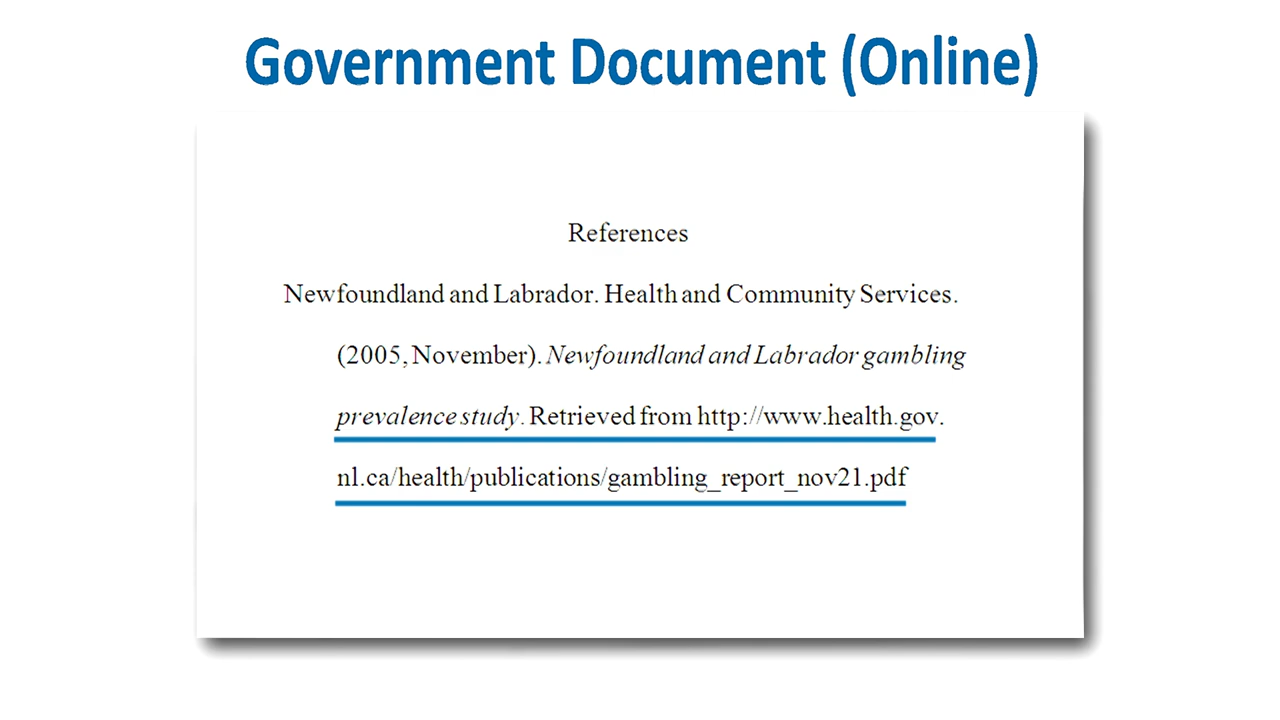 Government Document (Online)
References
Newfoundland and Labrador. Health and Community Services.
(2005, November). Newfoundland and Labrador gambling
prevalence study. Retrieved from http://www.health.gov.
nl.ca/health/publications/gambling_report_nov21.pdf